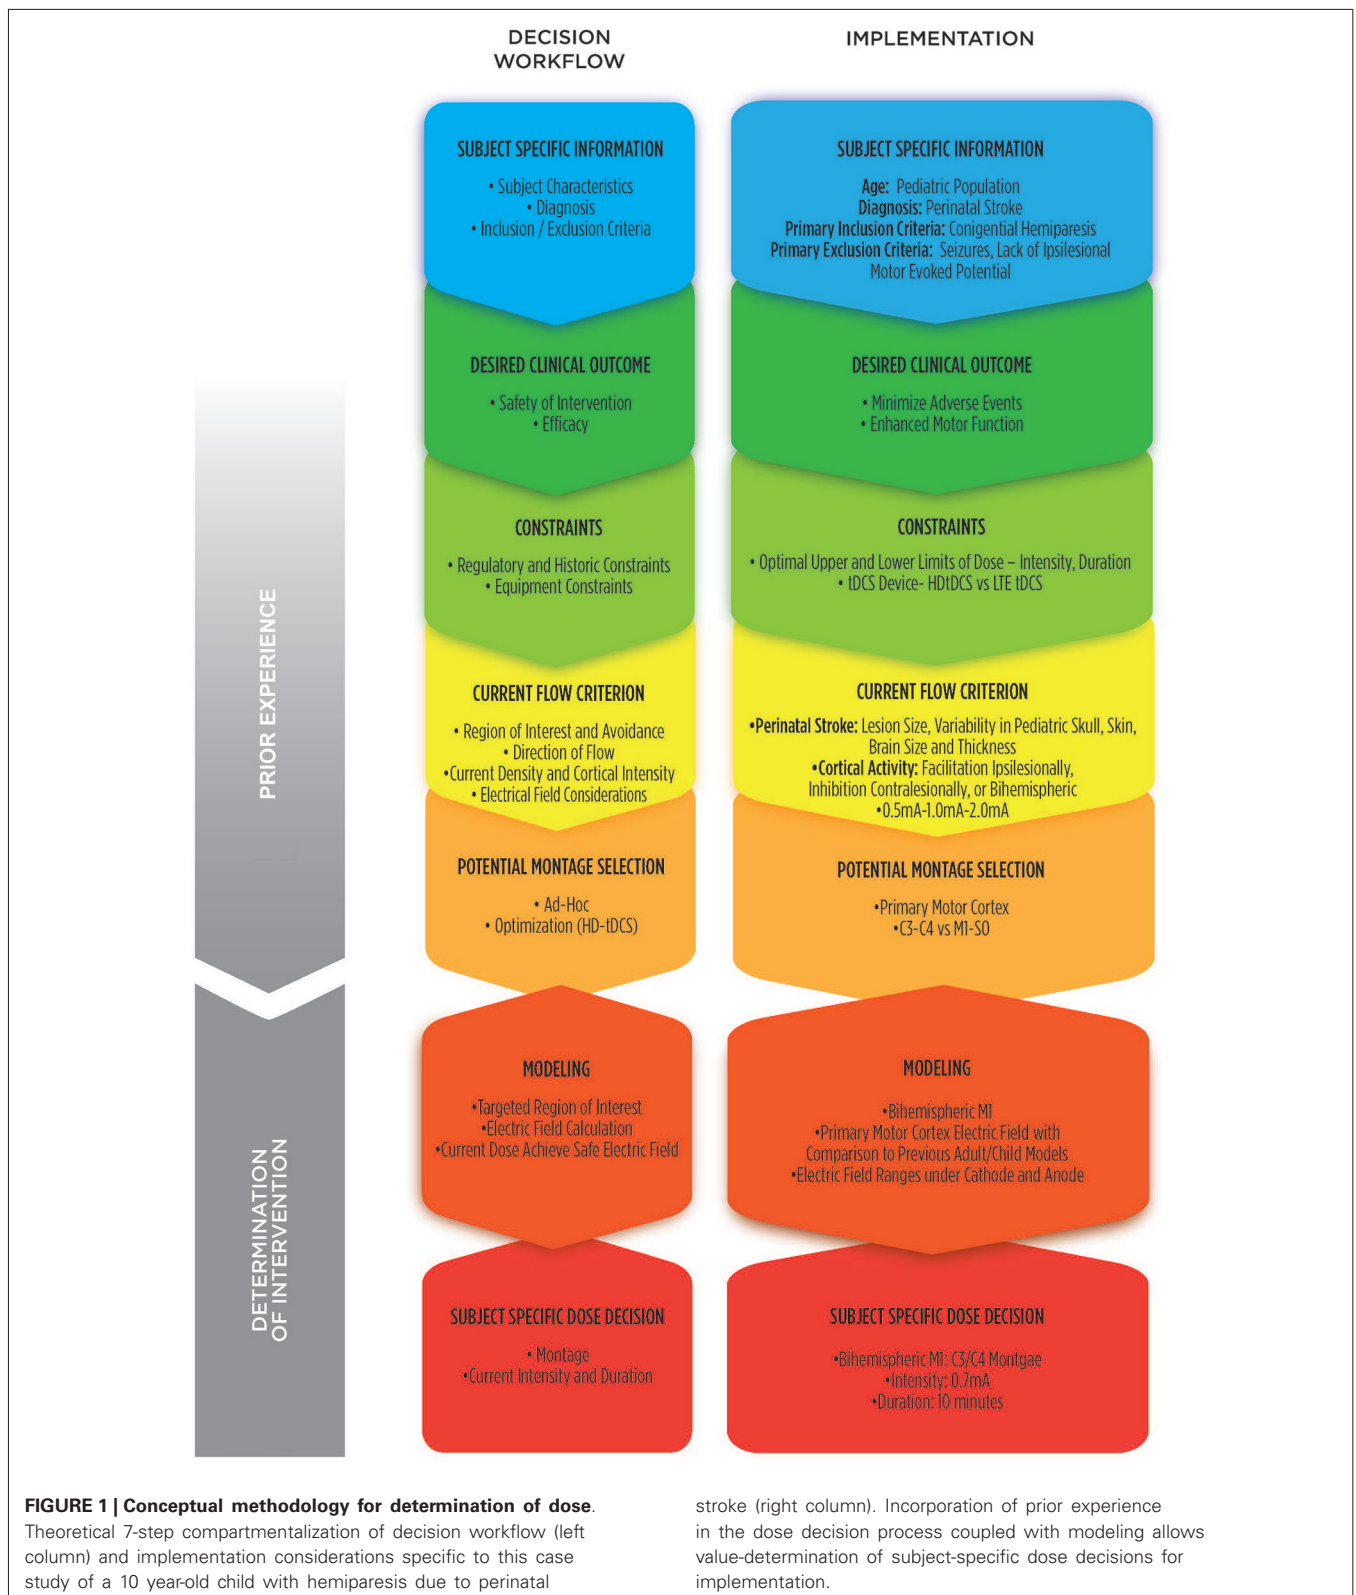 DECISION
WORKFLOW
IMPLEMENTATION
SUBJECT SPECIFIC INFORMATION
• Subject Characteristics
• Diagnosis
• Inclusion / Exclusion Criteria
SUBJECT SPECIFIC INFORMATION
Age: Pediatric Population
Diagnosis: Perinatal Stroke
Primary Inclusion Criteria: Conigential Hemiparesis
Primary Exclusion Criteria: Seizures, Lack of Ipsilesional
Motor Evoked Potential
DESIRED CLINICAL OUTCOME
• Safety of Intervention
• Efficacy
DESIRED CLINICAL OUTCOME
• Minimize Adverse Events
• Enhanced Motor Function
CONSTRAINTS
• Regulatory and Historic Constraints
• Equipment Constraints
CONSTRAINTS
• Optimal Upper and Lower Limits of Dose – Intensity, Duration
• tDCS Device- HDtDCS vs LTE tDCS
PRIOR EXPERIENCE
CURRENT FLOW CRITERION
• Region of Interest and Avoidance
• Direction of Flow
•Current Density and Cortical Intensity
• Electrical Field Considerations
CURRENT FLOW CRITERION
•Perinatal Stroke: Lesion Size, Variability in Pediatric Skull, Skin,
Brain Size and Thickness
•Cortical Activity: Facilitation Ipsilesionally,
Inhibition Contralesionally, or Bihemispheric
•0.5mA-1.0mA-2.0mA
POTENTIAL MONTAGE SELECTION
• Ad-Hoc
• Optimization (HD-tDCS)
POTENTIAL MONTAGE SELECTION
•Primary Motor Cortex
•C3-C4 vs M1-SO
DETERMINATION
OF INTERVENTION
MODELING
•Targeted Region of Interest
•Electric Field Calculation
•Current Dose Achieve Safe Electric Field
MODELING
•Bihemispheric M1
•Primary Motor Cortex Electric Field with
Comparison to Previous Adult/Child Models
•Electric Field Ranges under Cathode and Anode
SUBJECT SPECIFIC DOSE DECISION
• Montage
•Current Intensity and Duration
SUBJECT SPECIFIC DOSE DECISION
•Bihemispheric M1: C3/C4 Montgae
•Intensity: 0.7mA
•Duration: 10 minutes
FIGURE 1 | Conceptual methodology for determination of dose.
Theoretical 7-step compartmentalization of decision workflow (left
column) and implementation considerations specific to this case
study of a 10 year-old child with hemiparesis due to perinatal
stroke (right column). Incorporation of prior experience
in the dose decision process coupled with modeling allows
value-determination of subject-specific dose decisions for
implementation.